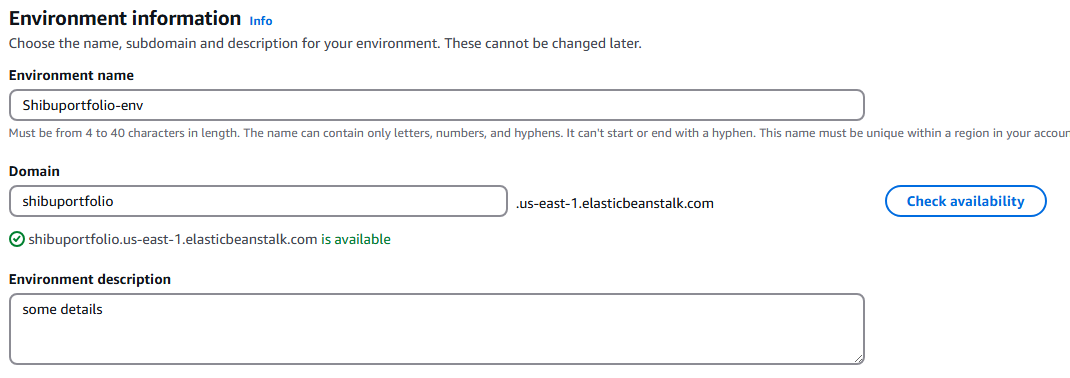 Environment information Info
Choose the name, subdomain and description for your environment. These cannot be changed later.
Environment name
Shibuportfolio-env
Must be from 4 to 40 characters in length. The name can contain only letters, numbers, and hyphens. It can't start or end with a hyphen. This name must be unique within a region in your accour
Domain
shibuportfolio .us-east-1.elasticbeanstalk.com Check availability
shibuportfolio.us-east-1.elasticbeanstalk.com is available
Environment description
some details